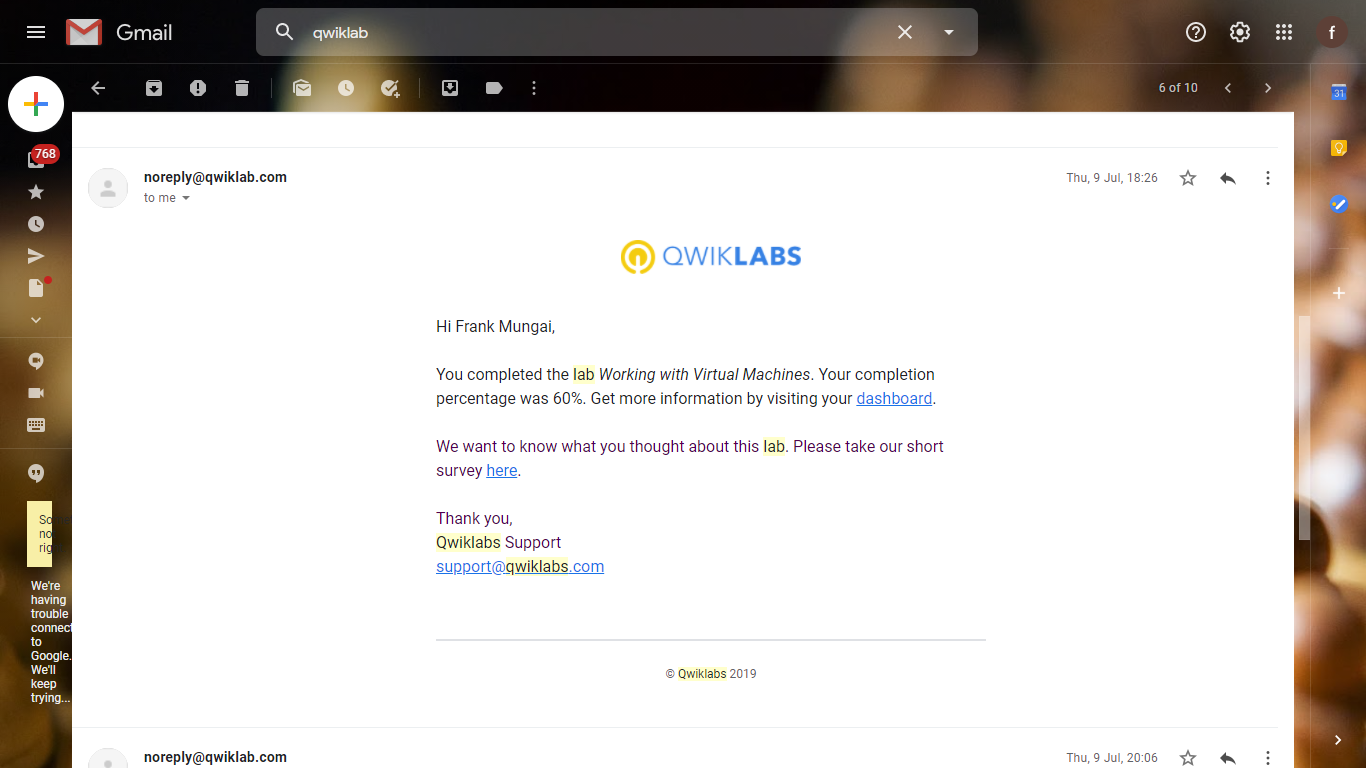 Gmail
qwiklab
f
6 of 10
31
768
noreply@qwiklab.com
Thu, 9 Jul, 18:26
to me
QWIKLABS
Hi Frank Mungai,
You completed the lab Working with Virtual Machines. Your completion
percentage was 60%. Get more information by visiting your dashboard.
We want to know what you thought about this lab. Please take our short
survey here.
Thank you,
Qwiklabs Support
support@qwiklabs.com
© Qwiklabs 2019
We're
having
trouble
connect
to
Google.
We'll
keep
trying...
noreply@qwiklab.com
Thu, 9 Jul, 20:06